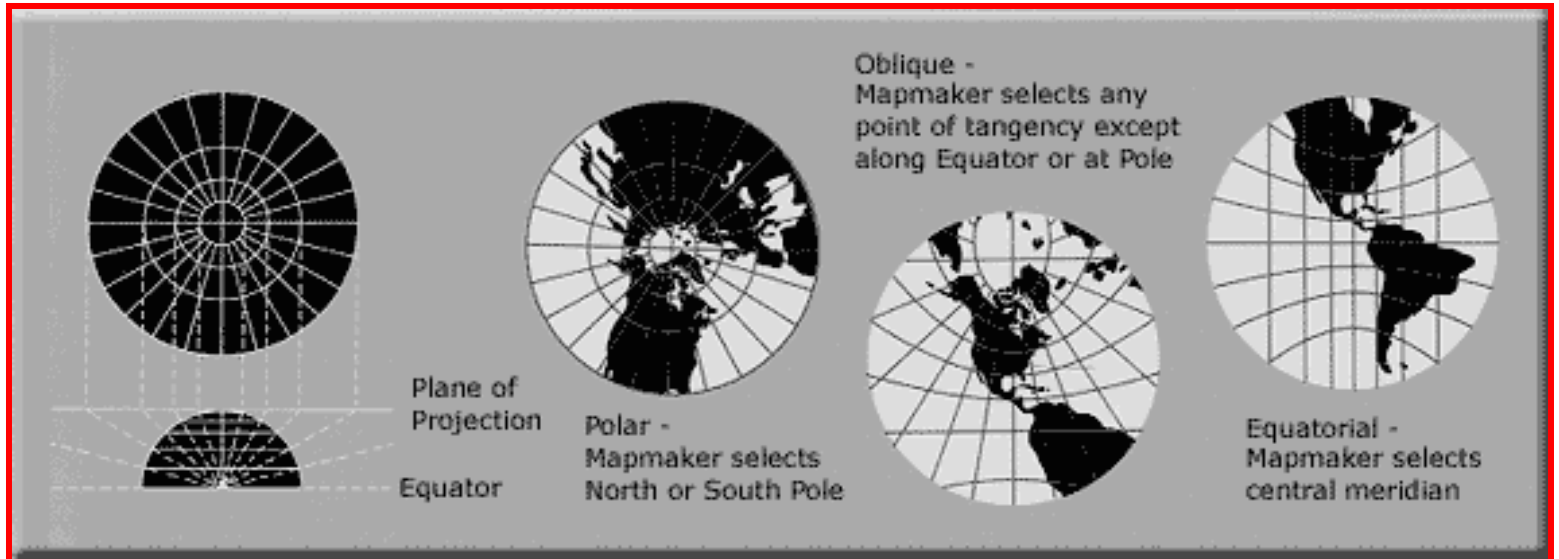 Plane of
Projection
Equator
Polar -
Mapmaker selects
North or South Pole
Oblique -
Mapmaker selects any
point of tangency except
along Equator or at Pole
Equatorial -
Mapmaker selects
central meridian